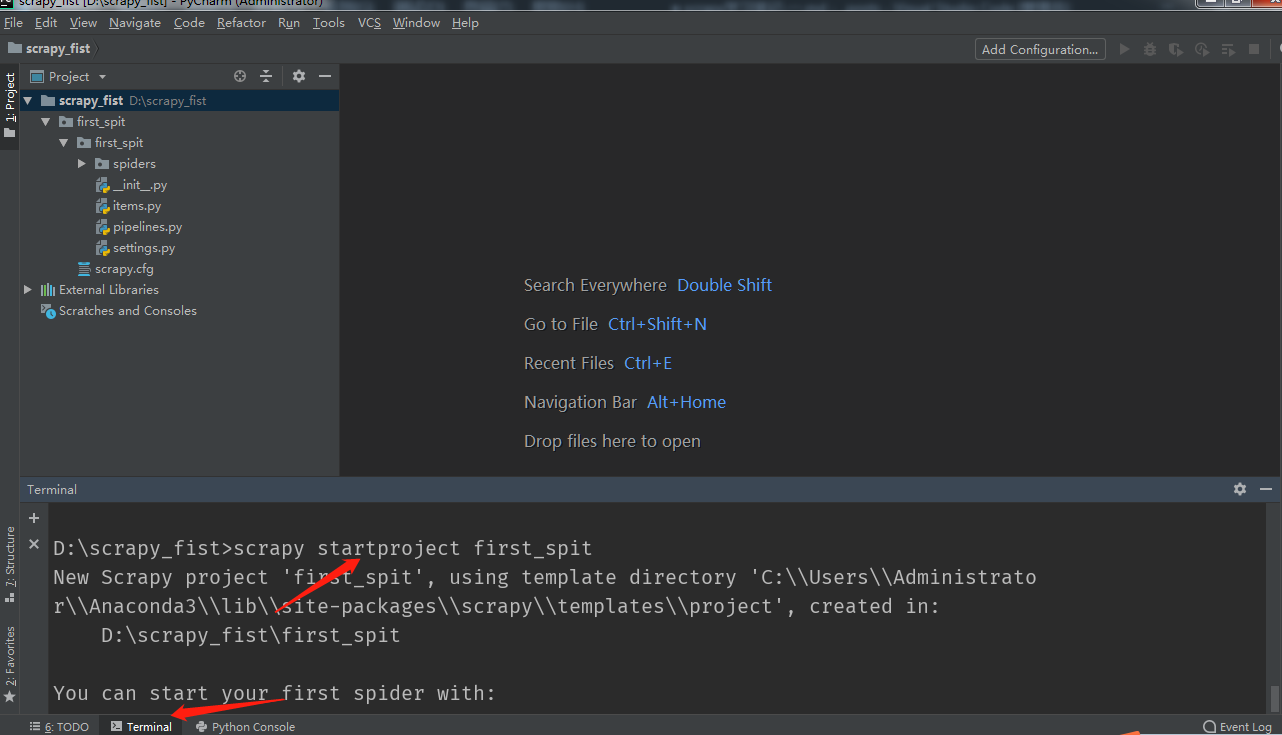 scrapy_fist [D:\scrapy_fist] - PyCharm (Administrator)
File Edit View Navigate Code Refactor Run Tools VCS Window Help
scrapy_fist
Add Configuration...
1: Project
Project
scrapy_fist D:\scrapy_fist
first_spit
first_spit
spiders
__init__.py
items.py
pipelines.py
settings.py
scrapy.cfg
External Libraries
Scratches and Consoles
Search Everywhere Double Shift
Go to File Ctrl+Shift+N
Recent Files Ctrl+E
Navigation Bar Alt+Home
Drop files here to open
Terminal
7: Structure
2: Favorites
D:\scrapy_fist>scrapy startproject first_spit
New Scrapy project 'first_spit', using template directory 'C:\\Users\\Administrato
r\\Anaconda3\\lib\\site-packages\\scrapy\\templates\\project', created in:
D:\scrapy_fist\first_spit
You can start your first spider with:
6: TODO Terminal Python Console Event Log